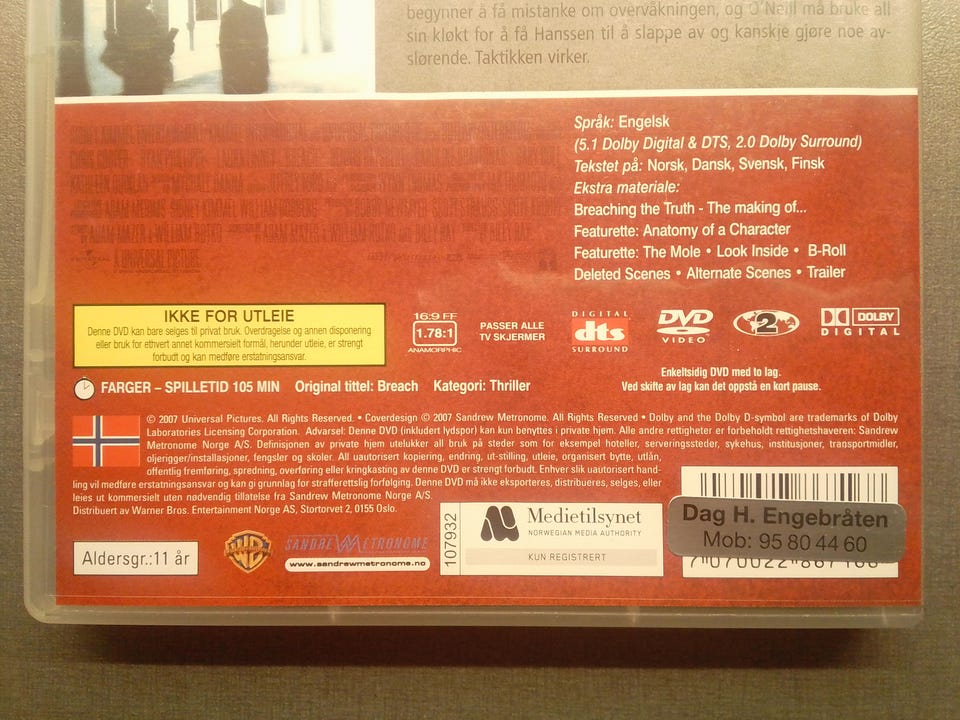 begynner å få mistanke om overvåkningen, og O'Neill må bruke all
sin kløkt for å få Hanssen til å slappe av og kanskje gjøre noe av-
slørende. Taktikken virker.
Språk: Engelsk
(5.1 Dolby Digital & DTS, 2.0 Dolby Surround)
Tekstet på: Norsk, Dansk, Svensk, Finsk
Ekstra materiale:
Breaching the Truth - The making of...
Featurette: Anatomy of a Character
Featurette: The Mole • Look Inside • B-Roll
Deleted Scenes • Alternate Scenes • Trailer
A UNIVERSAL PICTURE
IKKE FOR UTLEIE
Denne DVD kan bare selges til privat bruk. Overdragelse og annen disponering
eller bruk for ethvert annet kommersielt formål, herunder utleie, er strengt
forbudt og kan medføre erstatningsansvar.
16:9 FF
1.78:1
ANAMORPHIC
PASSER ALLE
TV SKJERMER
DIGITAL
dts
SURROUND
DVD
VIDEO
2
DOLBY
DIGITAL
Enkeltsidig DVD med to lag.
Ved skifte av lag kan det oppstå en kort pause.
FARGER – SPILLETID 105 MIN Original tittel: Breach Kategori: Thriller
© 2007 Universal Pictures. All Rights Reserved. • Coverdesign © 2007 Sandrew Metronome. All Rights Reserved • Dolby and the Dolby D-symbol are trademarks of Dolby
Laboratories Licensing Corporation. Advarsel: Denne DVD (inkludert lydspor) kan kun benyttes i private hjem. Alle andre rettigheter er forbeholdt rettighetshaveren: Sandrew
Metronome Norge A/S. Definisjonen av private hjem utelukker all bruk på steder som for eksempel hoteller, serveringssteder, sykehus, institusjoner, transportmidler,
oljerigger/installasjoner, fengsler og skoler. All uautorisert kopiering, endring, ut-stilling, utleie, organisert bytte, utlån,
offentlig fremføring, spredning, overføring eller kringkasting av denne DVD er strengt forbudt. Enhver slik uautorisert hand-
ling vil medføre erstatningsansvar og kan gi grunnlag for strafferettslig forfølging. Denne DVD må ikke eksporteres, distribueres, selges, eller
leies ut kommersielt uten nødvendig tillatelse fra Sandrew Metronome Norge A/S.
Distribuert av Warner Bros. Entertainment Norge AS, Stortorvet 2, 0155 Oslo.
Aldersgr.:11 år
WB
SANDREW METRONOME
www.sandrewmetronome.no
107932
Medietilsynet
NORWEGIAN MEDIA AUTHORITY
KUN REGISTRERT
Dag H. Engebråten
Mob: 95 80 44 60
7 070022 867166